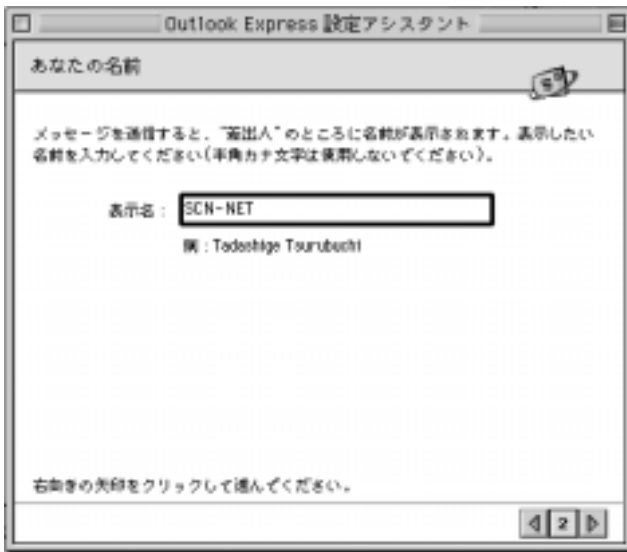 Outlook Express 設定アシスタント
あなたの名前
メッセージを送信すると、"差出人"のところに名前が表示されます。表示したい
名前を入力してください(半角カナ文字は使用しないでください)。
表示名： SCN-NET
例：Tadashige Tsurubuchi
右向きの矢印をクリックして進んでください。
2